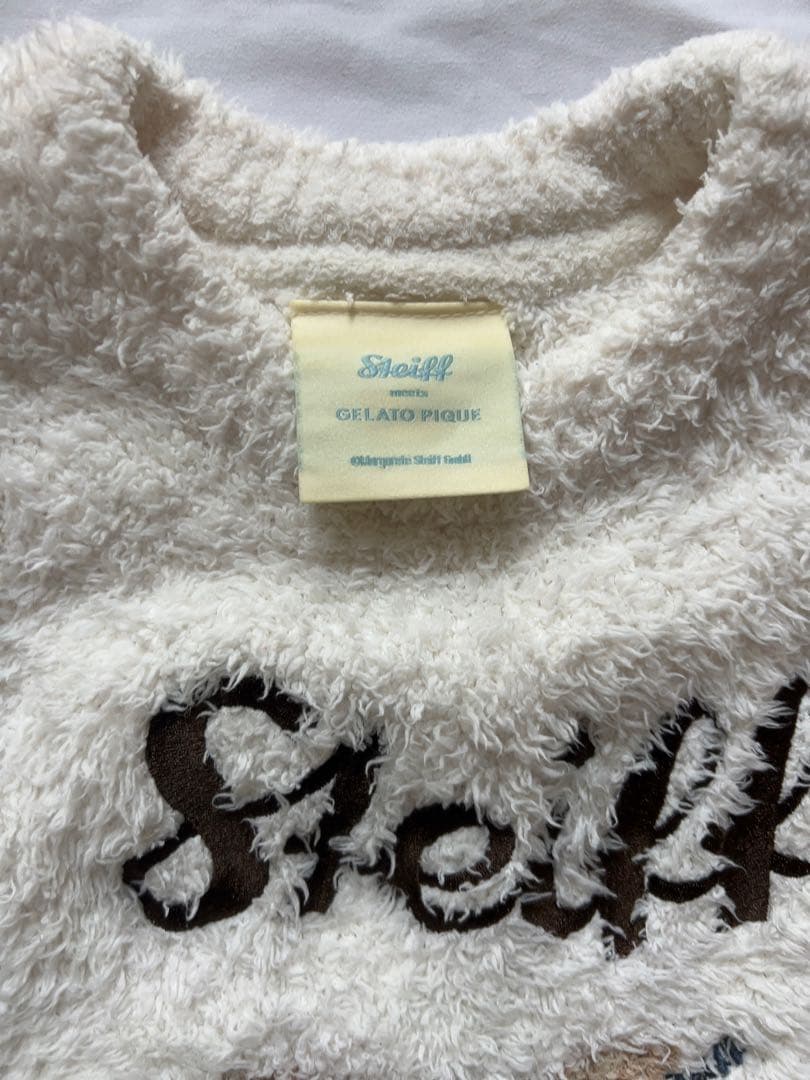 Steiff
meets
GELATO PIQUE
©Margarete Steiff GmbH
Steiff